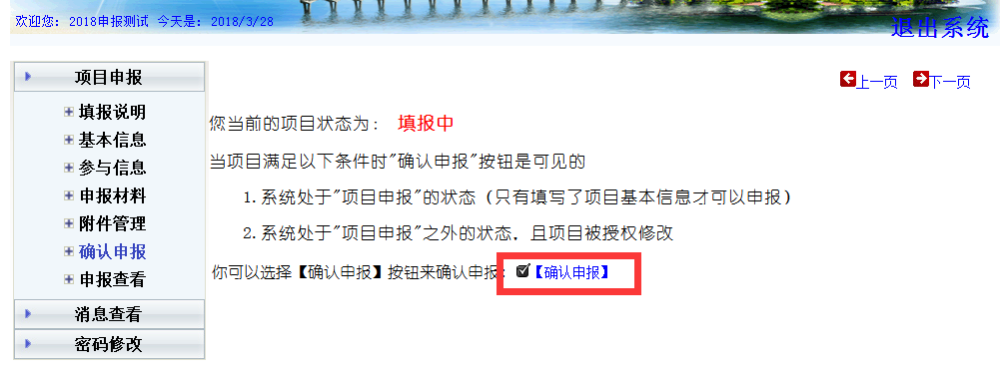 欢迎您：2018申报测试 今天是：2018/3/28
退出系统
项目申报
填报说明
基本信息
参与信息
申报材料
附件管理
确认申报
申报查看
消息查看
密码修改
上一页 下一页
您当前的项目状态为： 填报中
当项目满足以下条件时"确认申报"按钮是可见的
1.系统处于"项目申报"的状态（只有填写了项目基本信息才可以申报）
2.系统处于"项目申报"之外的状态，且项目被授权修改
你可以选择【确认申报】按钮来确认申报：【确认申报】